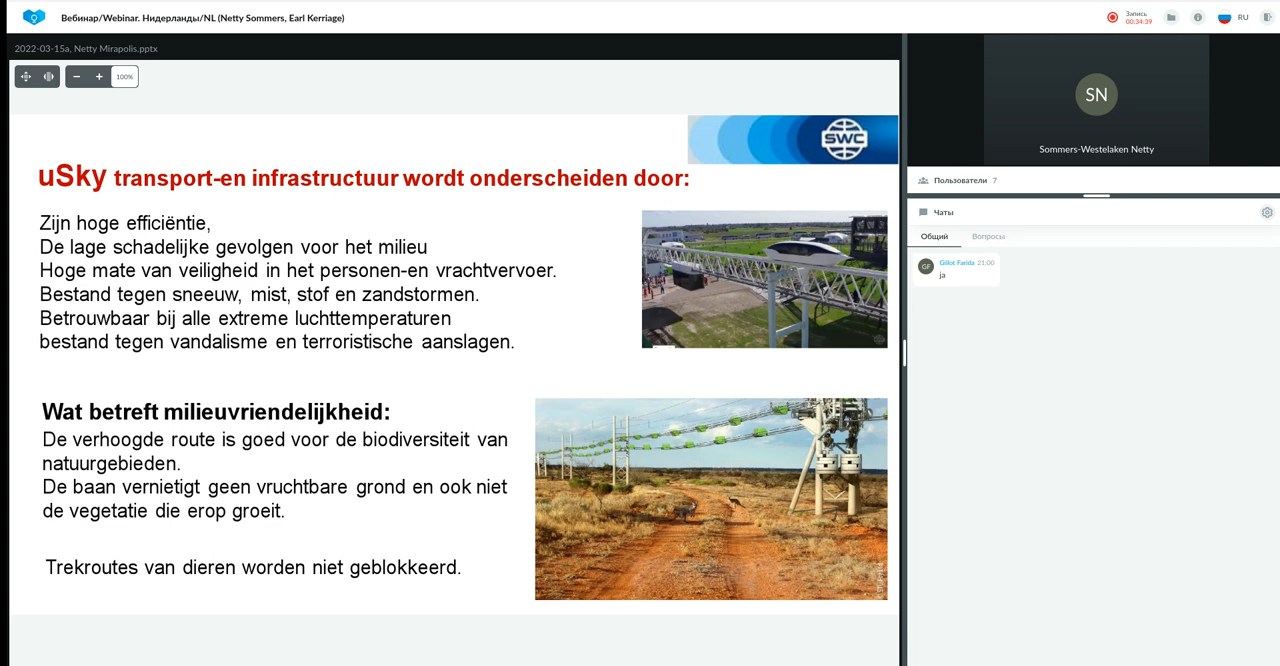 Вебинар/Webinar. Нидерланды/NL (Netty Sommers, Earl Kerriage)
Запись
00:34:39
RU
2022-03-15a, Netty Mirapolis.pptx
100%
SWC
uSky transport-en infrastructuur wordt onderscheiden door:
Zijn hoge efficiëntie,
De lage schadelijke gevolgen voor het milieu
Hoge mate van veiligheid in het personen-en vrachtvervoer.
Bestand tegen sneeuw, mist, stof en zandstormen.
Betrouwbaar bij alle extreme luchttemperaturen
bestand tegen vandalisme en terroristische aanslagen.
Wat betreft milieuvriendelijkheid:
De verhoogde route is goed voor de biodiversiteit van
natuurgebieden.
De baan vernietigt geen vruchtbare grond en ook niet
de vegetatie die erop groeit.
Trekroutes van dieren worden niet geblokkeerd.
SN
Sommers-Westelaken Netty
Пользователи 7
Чаты
Общий Вопросы
GF Gillot Farida 21:00
ja